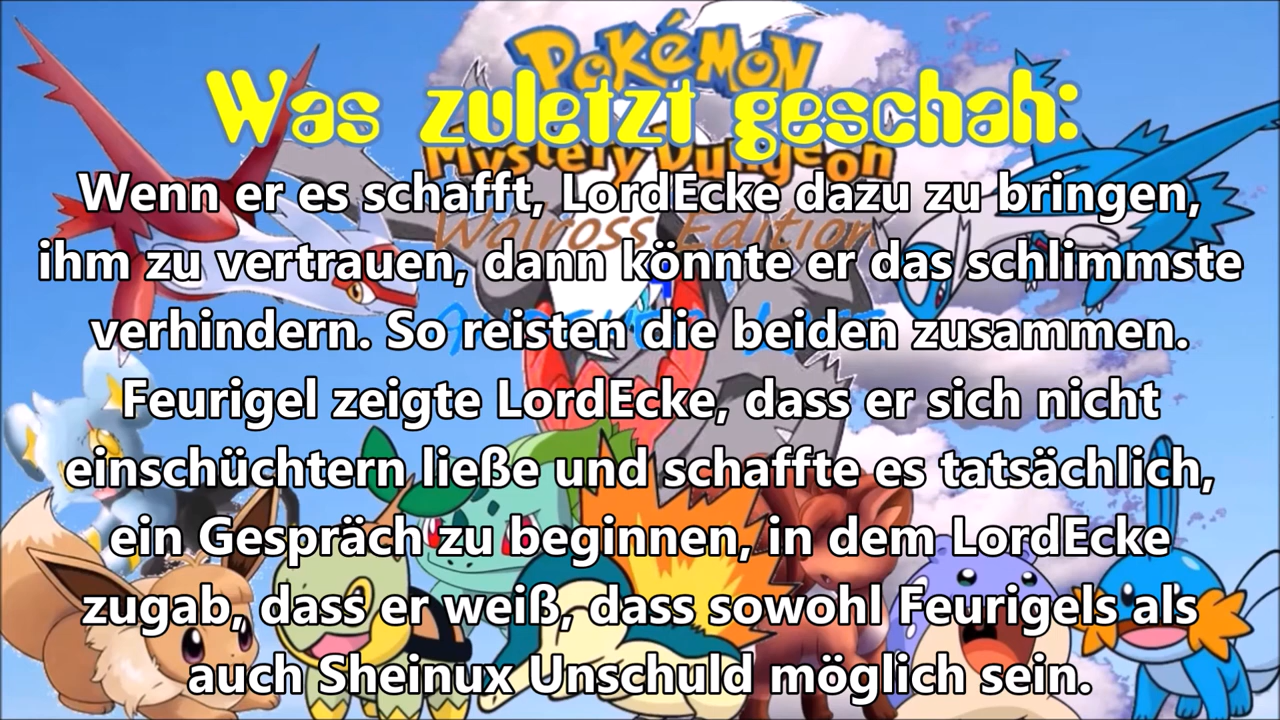 POKÉMON
Was zuletzt geschah:
Mystery Dungeon
Wenn er es schafft, LordEcke dazu zu bringen,
Waiross Edition
ihm zu vertrauen, dann könnte er das schlimmste
verhindern. So reisten die beiden zusammen.
Feurigel zeigte LordEcke, dass er sich nicht
einschüchtern ließe und schaffte es tatsächlich,
ein Gespräch zu beginnen, in dem LordEcke
zugab, dass er weiß, dass sowohl Feurigels als
auch Sheinux Unschuld möglich sein.